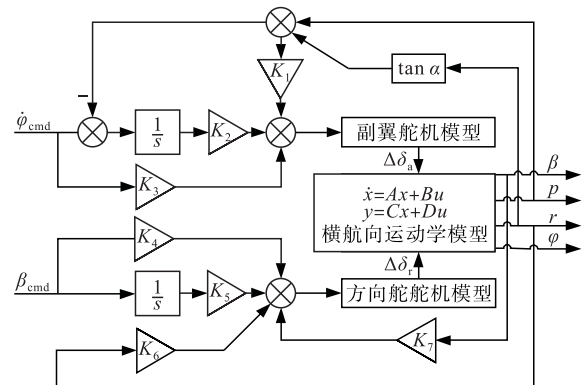 K₁
tan α
−
φ̇cmd
1/s
K₂
副翼舵机模型
Δδa
K₃
β
p
r
φ
ẋ=Ax+Bu
y=Cx+Du
横航向运动学模型
K₄
Δδr
βcmd
1/s
K₅
方向舵舵机模型
K₆
K₇